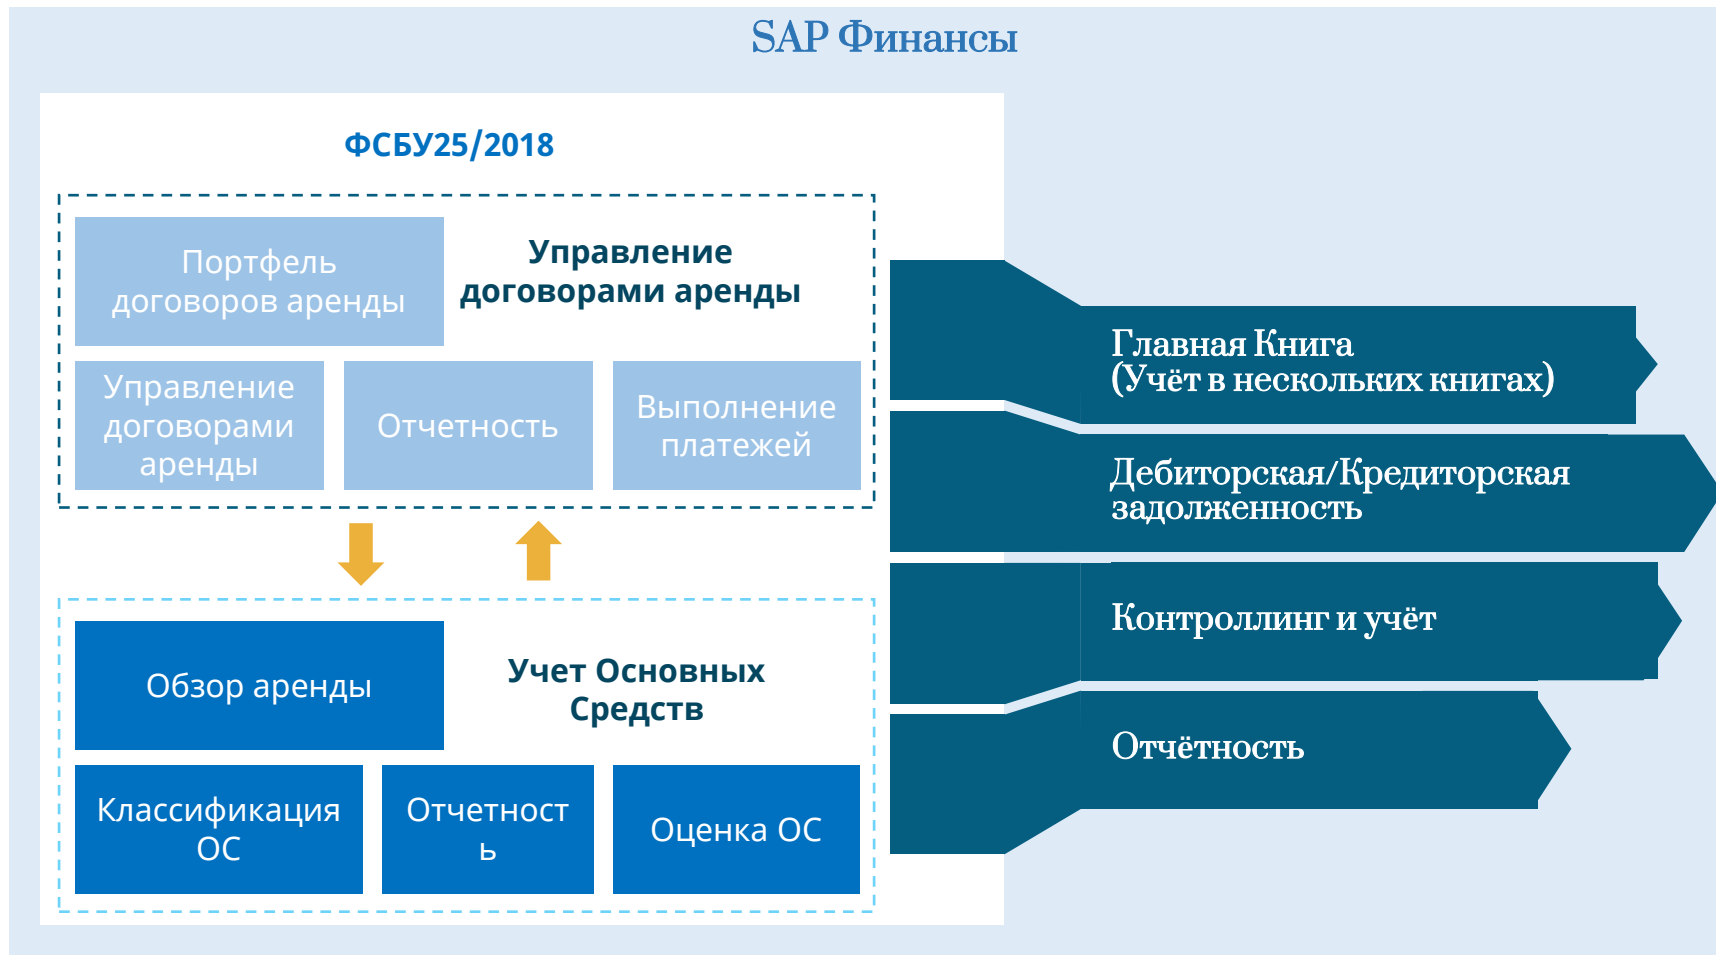 SAP Финансы
ФСБУ25/2018
Портфель
договоров аренды
Управление
договорами аренды
Управление
договорами
аренды
Отчетность
Выполнение
платежей
Обзор аренды
Учет Основных
Средств
Классификация
ОС
Отчетност
ь
Оценка ОС
Главная Книга
(Учёт в нескольких книгах)
Дебиторская/Кредиторская
задолженность
Контроллинг и учёт
Отчётность